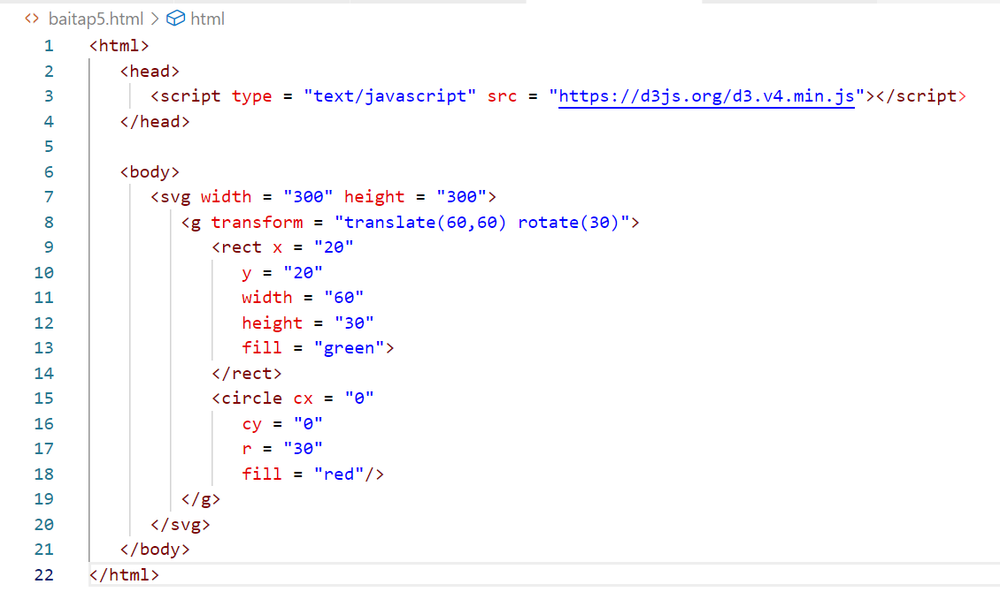 <> baitap5.html > html
1 <html>
2 <head>
3 <script type = "text/javascript" src = "https://d3js.org/d3.v4.min.js"></script>
4 </head>
5
6 <body>
7 <svg width = "300" height = "300">
8 <g transform = "translate(60,60) rotate(30)">
9 <rect x = "20"
10 y = "20"
11 width = "60"
12 height = "30"
13 fill = "green">
14 </rect>
15 <circle cx = "0"
16 cy = "0"
17 r = "30"
18 fill = "red"/>
19 </g>
20 </svg>
21 </body>
22 </html>